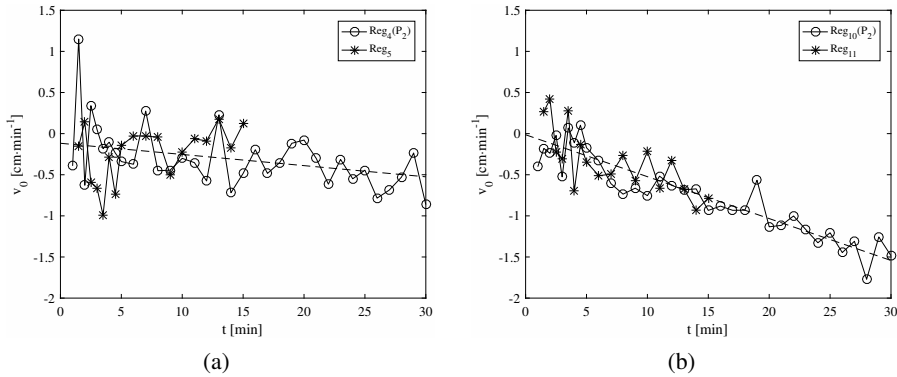 1.5
1
0.5
0
-0.5
-1
-1.5
-2
v₀ [cm·min⁻¹]
0 5 10 15 20 25 30
t [min]
Reg₄(P₂)
Reg₅
(a)
1.5
1
0.5
0
-0.5
-1
-1.5
-2
v₀ [cm·min⁻¹]
0 5 10 15 20 25 30
t [min]
Reg₁₀(P₂)
Reg₁₁
(b)